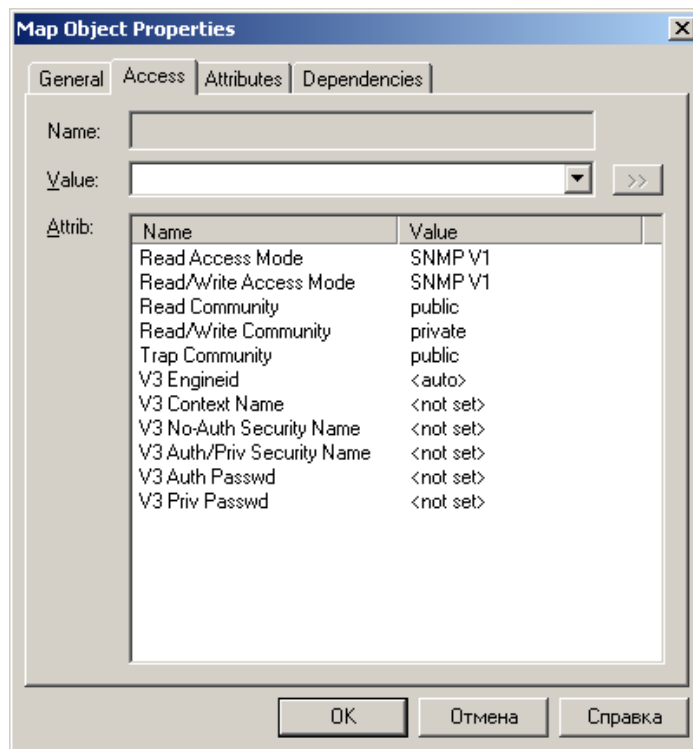 Map Object Properties
General Access Attributes Dependencies
Name:
Value: >>
Attrib:
Name Value
Read Access Mode SNMP V1
Read/Write Access Mode SNMP V1
Read Community public
Read/Write Community private
Trap Community public
V3 Engineid <auto>
V3 Context Name <not set>
V3 No-Auth Security Name <not set>
V3 Auth/Priv Security Name <not set>
V3 Auth Passwd <not set>
V3 Priv Passwd <not set>
OK Отмена Справка